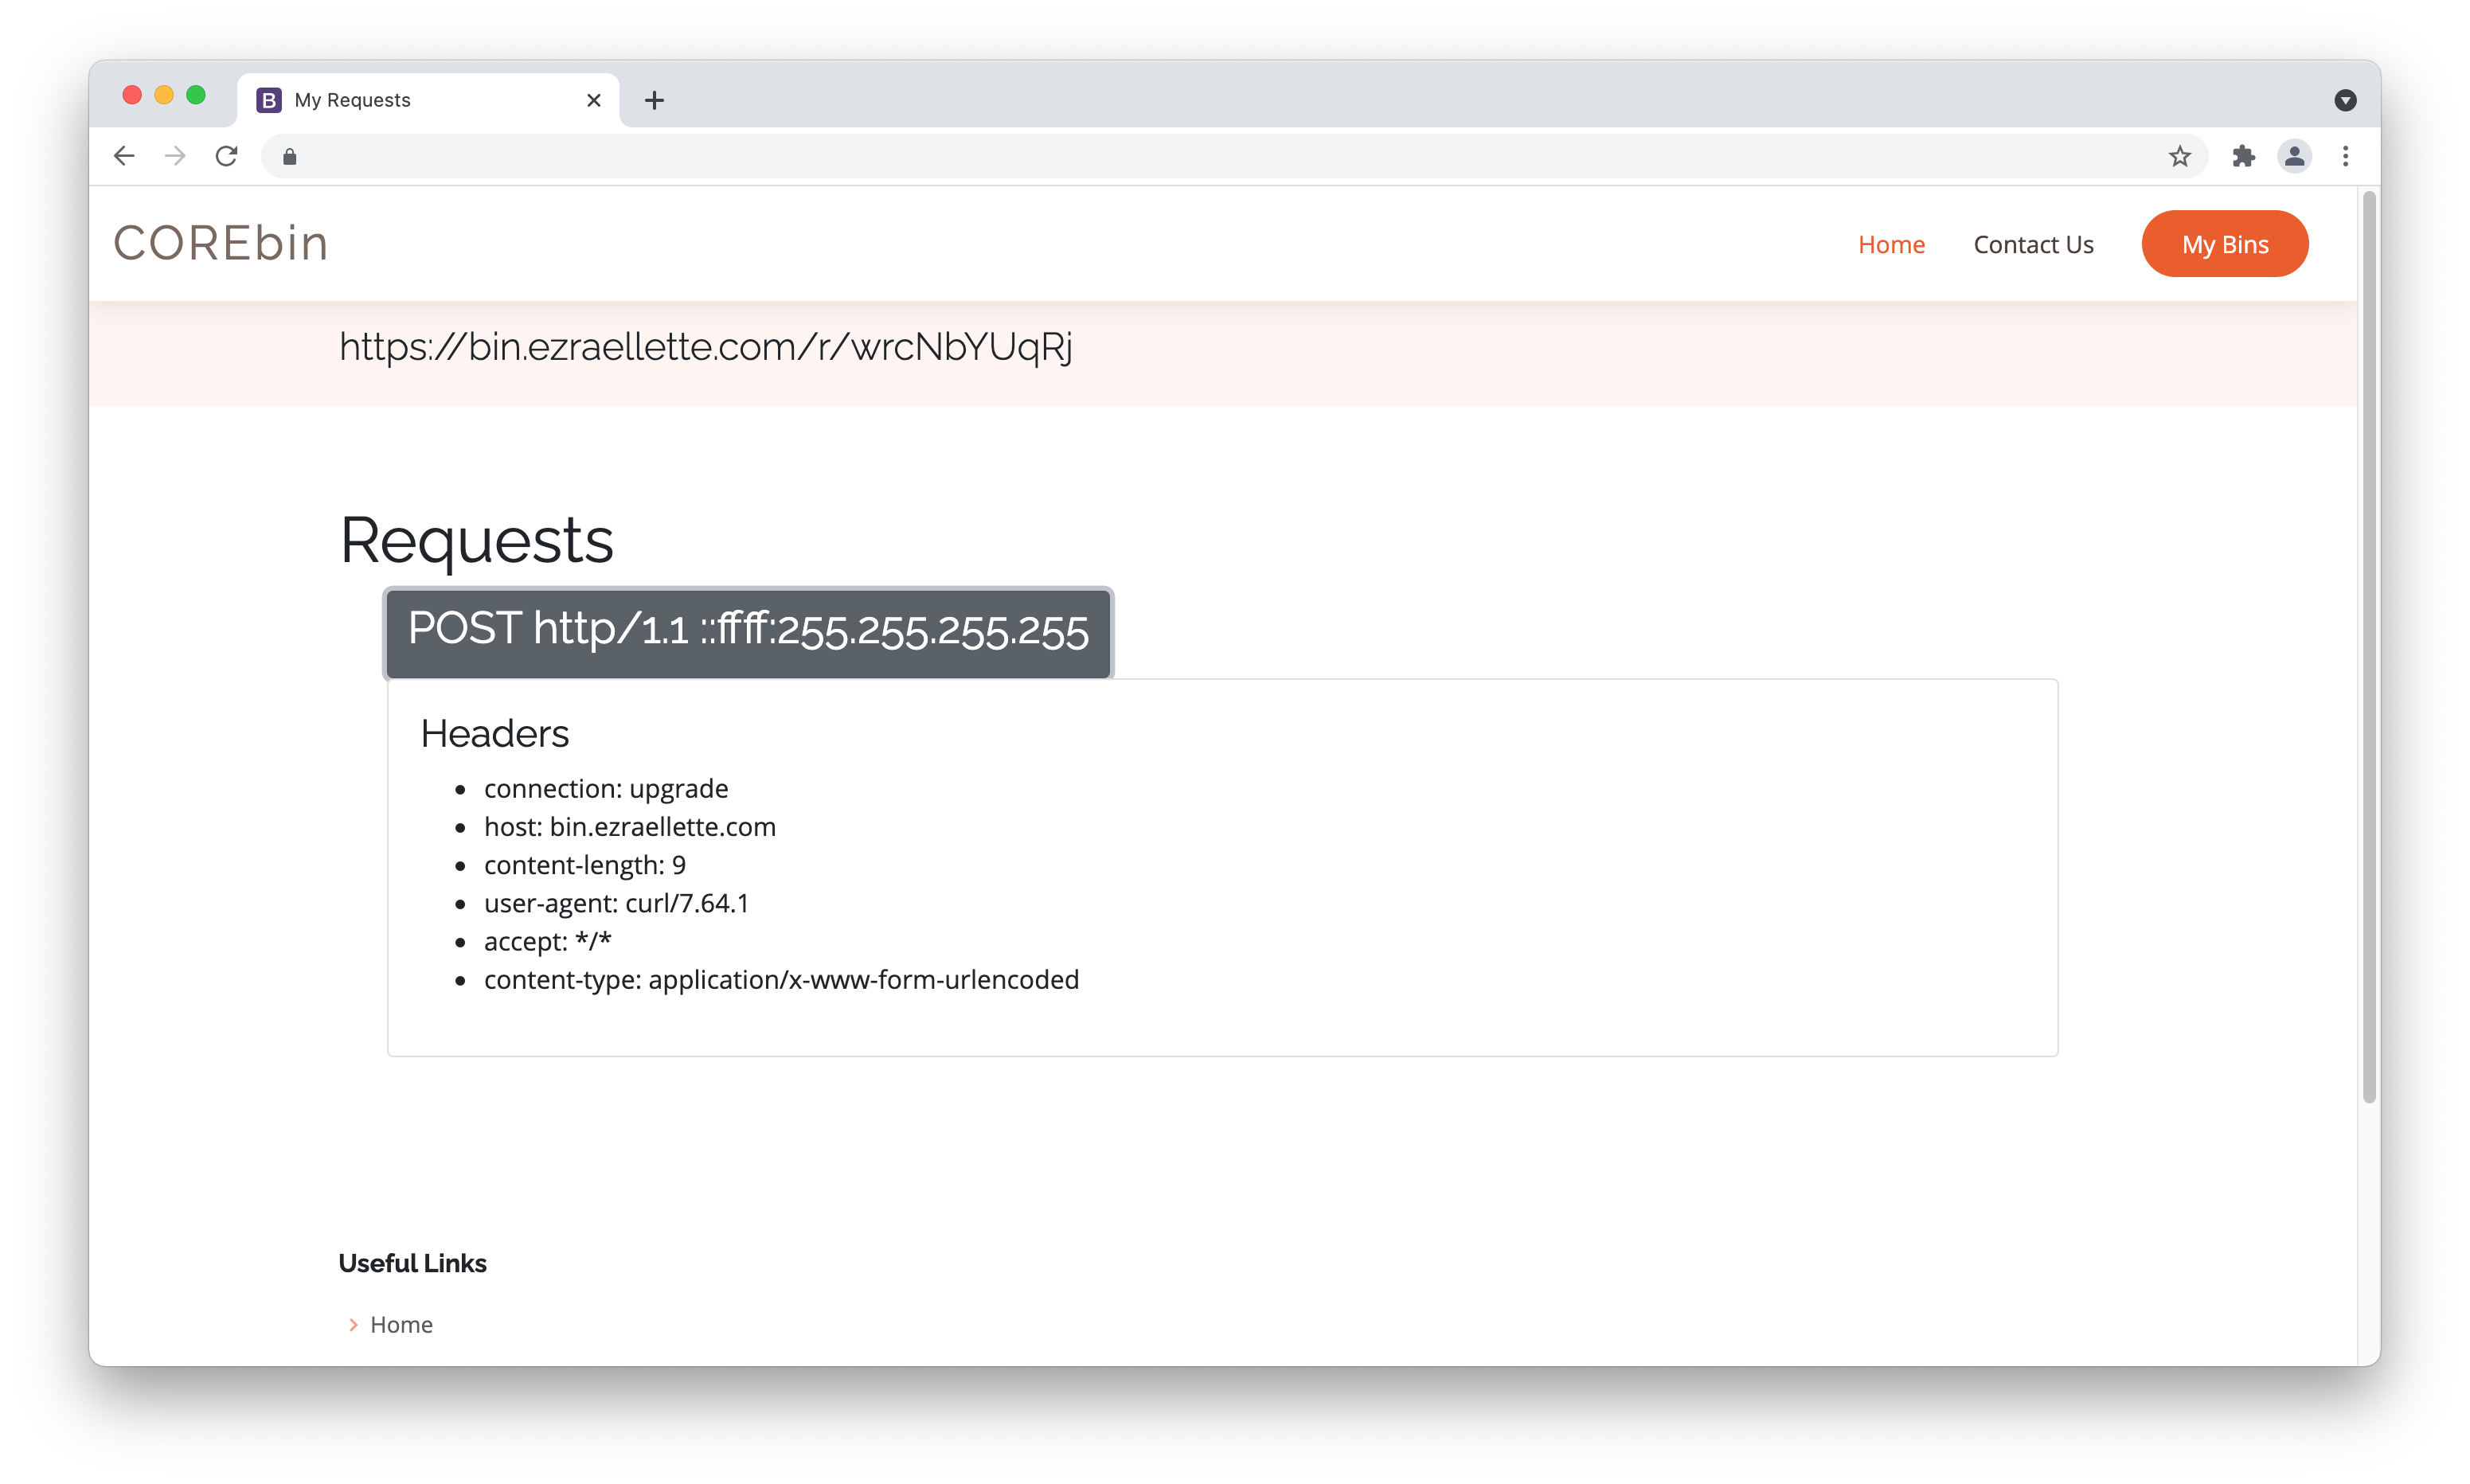 My Requests
COREbin
Home
Contact Us
My Bins
https://bin.ezraellette.com/r/wrcNbYUqRj
Requests
POST http/1.1 ::ffff:255.255.255.255
Headers
connection: upgrade
host: bin.ezraellette.com
content-length: 9
user-agent: curl/7.64.1
accept: */*
content-type: application/x-www-form-urlencoded
Useful Links
Home